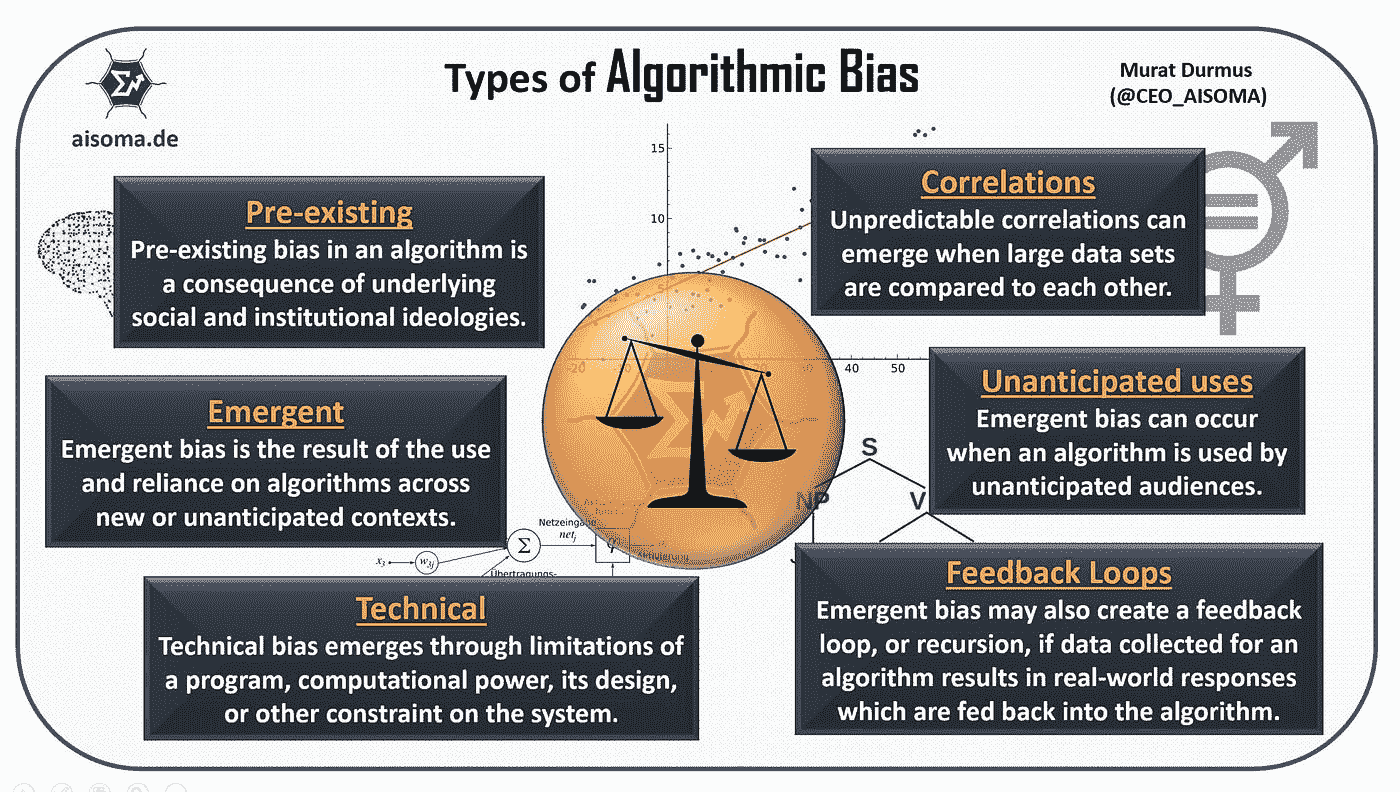 Types of Algorithmic Bias
aisoma.de
Murat Durmus
(@CEO_AISOMA)
Pre-existing
Pre-existing bias in an algorithm is
a consequence of underlying
social and institutional ideologies.
Correlations
Unpredictable correlations can
emerge when large data sets
are compared to each other.
Emergent
Emergent bias is the result of the use
and reliance on algorithms across
new or unanticipated contexts.
Unanticipated uses
Emergent bias can occur
when an algorithm is used by
unanticipated audiences.
Technical
Technical bias emerges through limitations of
a program, computational power, its design,
or other constraint on the system.
Feedback Loops
Emergent bias may also create a feedback
loop, or recursion, if data collected for an
algorithm results in real-world responses
which are fed back into the algorithm.
15
10
-20
40 50
S
NP V
Netzeingabe
netj
x3 w3j Σ φ
Übertragungs-